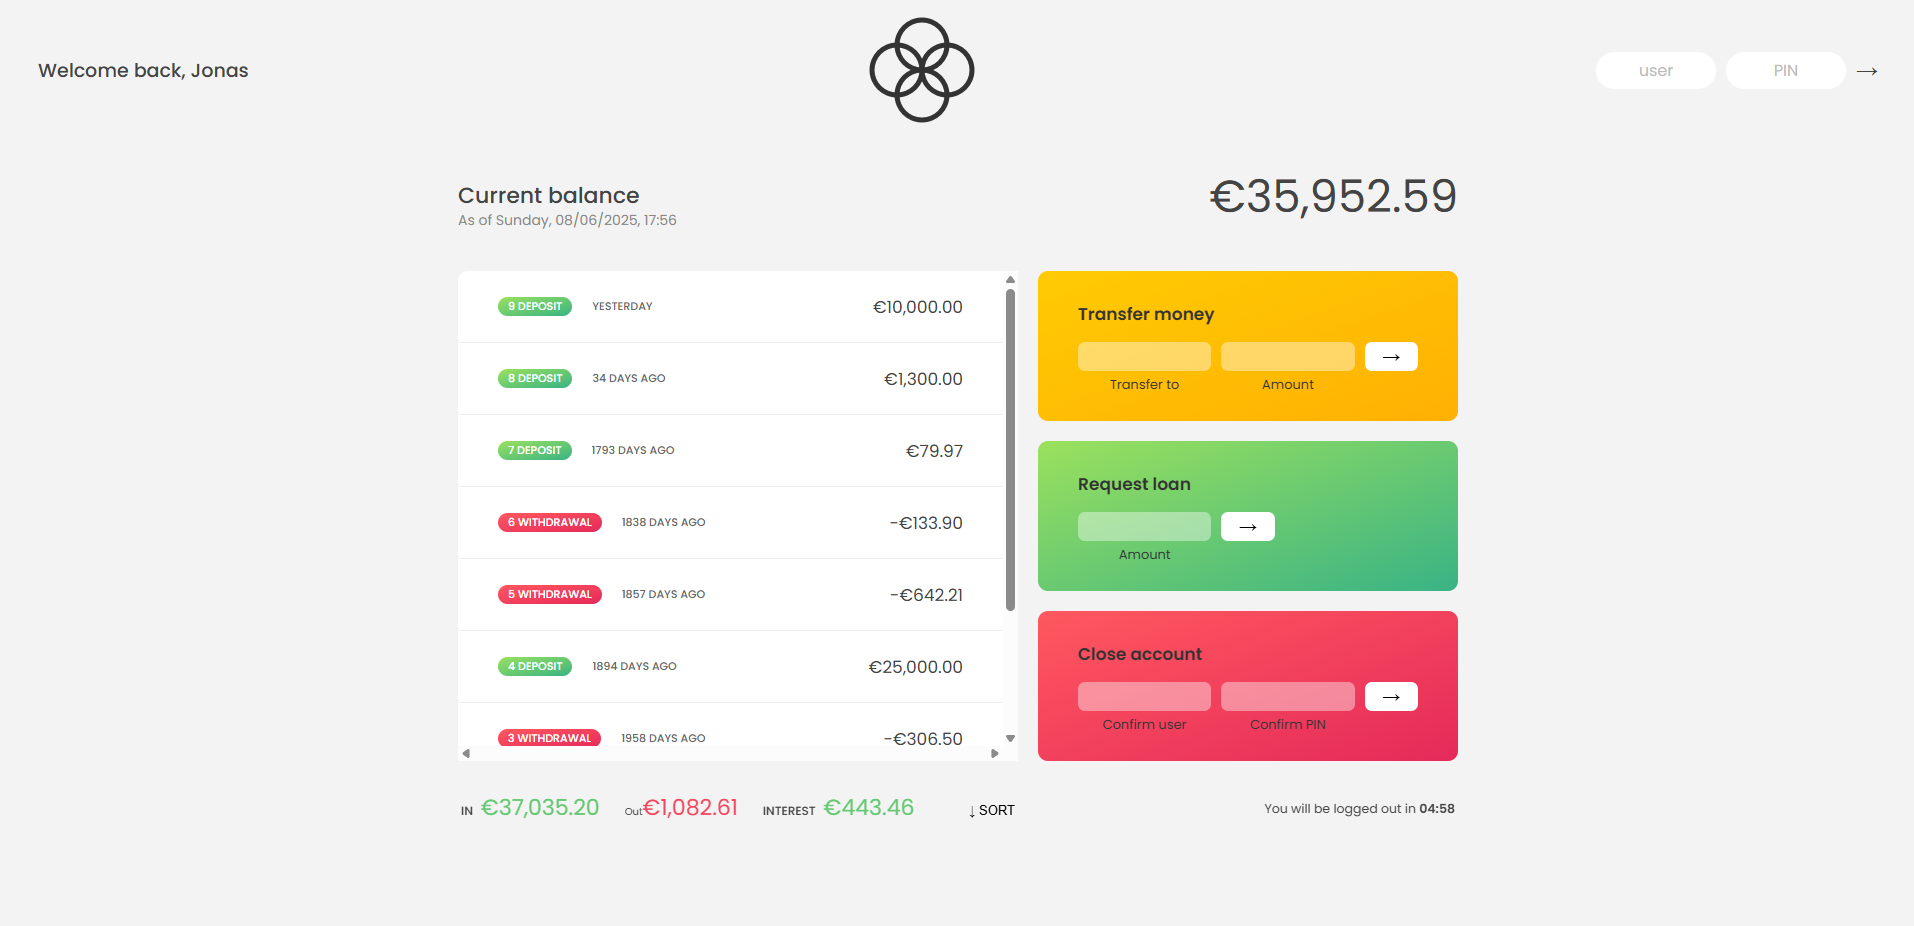 Welcome back, Jonas
user PIN →
Current balance
As of Sunday, 08/06/2025, 17:56
€35,952.59
9 DEPOSIT YESTERDAY €10,000.00
8 DEPOSIT 34 DAYS AGO €1,300.00
7 DEPOSIT 1793 DAYS AGO €79.97
6 WITHDRAWAL 1838 DAYS AGO -€133.90
5 WITHDRAWAL 1857 DAYS AGO -€642.21
4 DEPOSIT 1894 DAYS AGO €25,000.00
3 WITHDRAWAL 1958 DAYS AGO -€306.50
Transfer money
→
Transfer to Amount
Request loan
→
Amount
Close account
→
Confirm user Confirm PIN
IN €37,035.20 Out€1,082.61 INTEREST €443.46 ↓ SORT
You will be logged out in 04:58